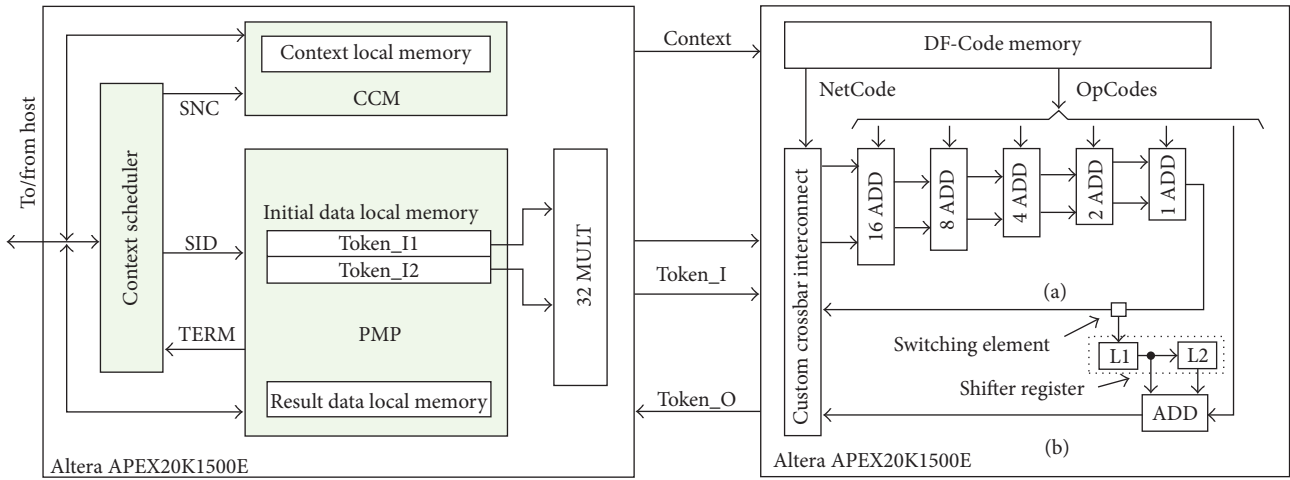 To/from host
Context scheduler
SNC
SID
TERM
Context local memory
CCM
Initial data local memory
Token_I1
Token_I2
PMP
Result data local memory
32 MULT
Altera APEX20K1500E
Context
Token_I
Token_O
DF-Code memory
NetCode
OpCodes
Custom crossbar interconnect
16 ADD
8 ADD
4 ADD
2 ADD
1 ADD
(a)
Switching element
L1
L2
Shifter register
ADD
(b)
Altera APEX20K1500E